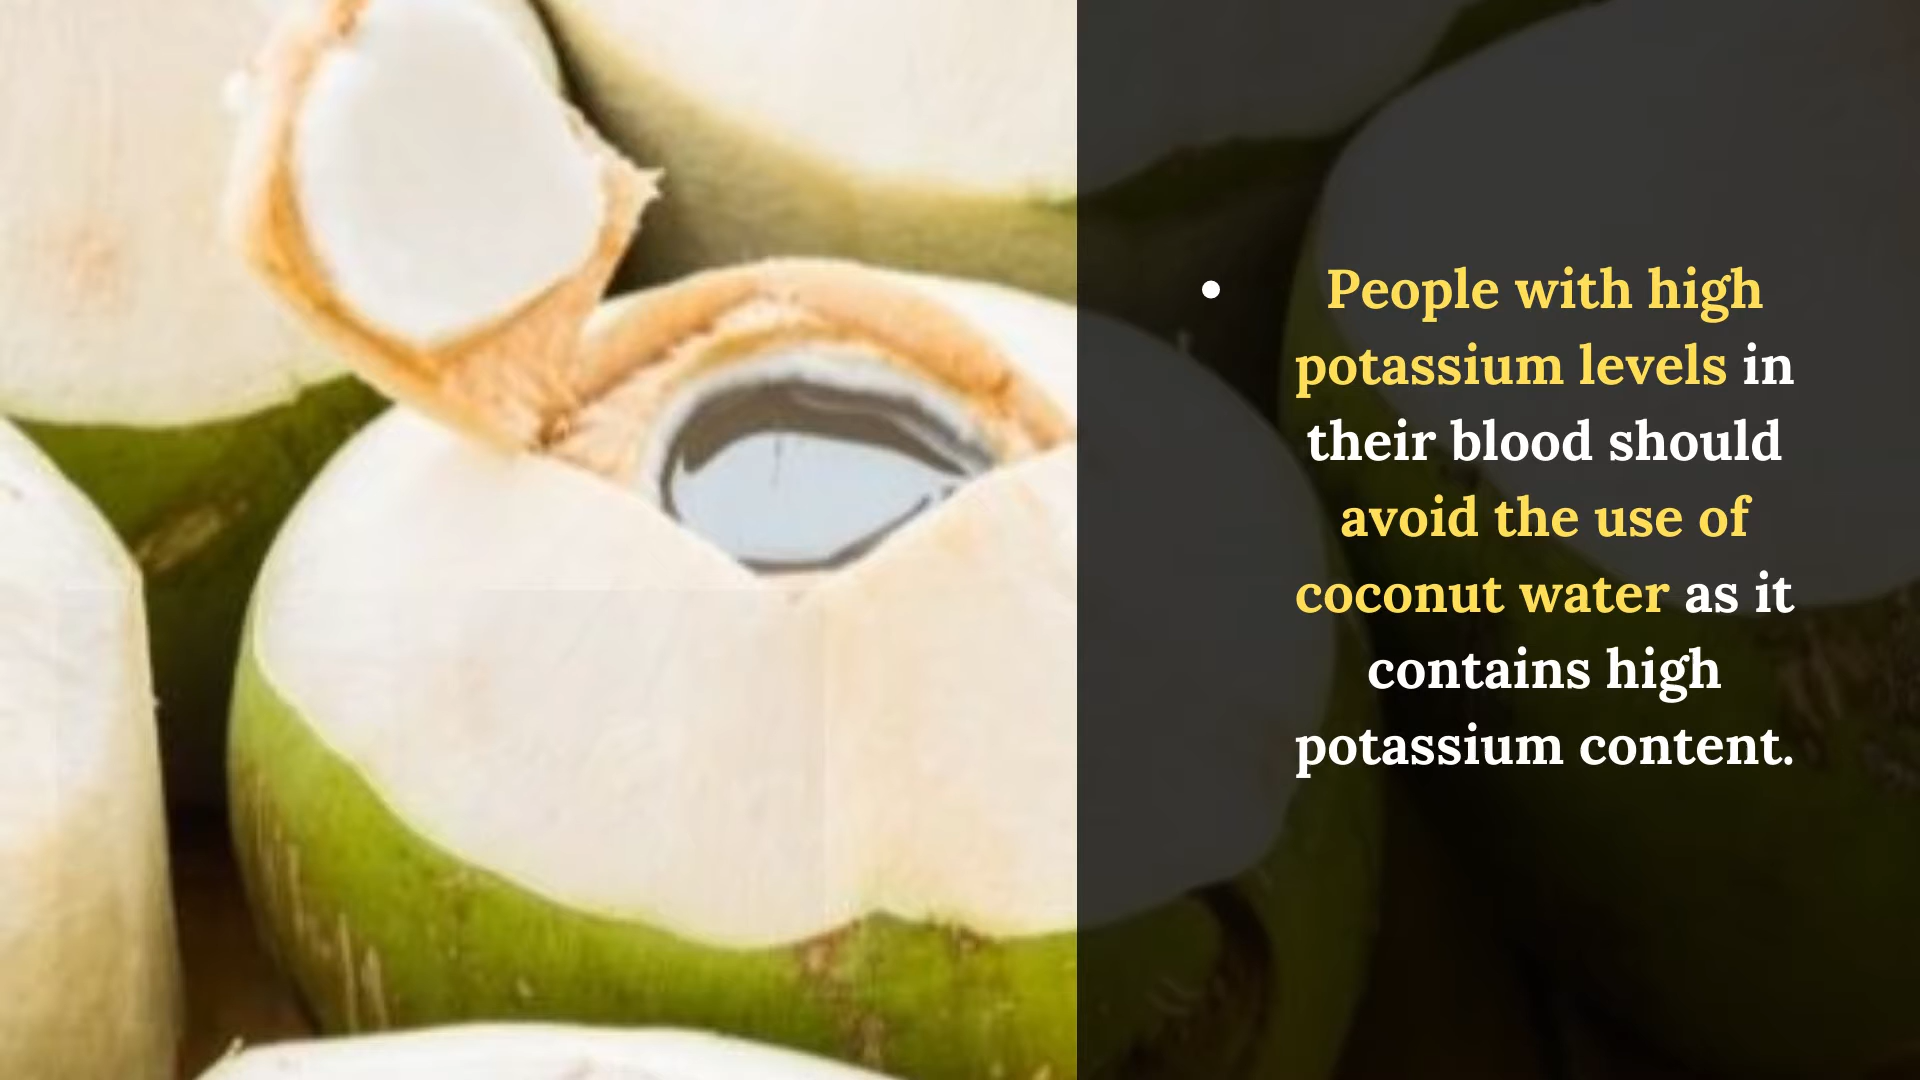 • People with high
potassium levels in
their blood should
avoid the use of
coconut water as it
contains high
potassium content.